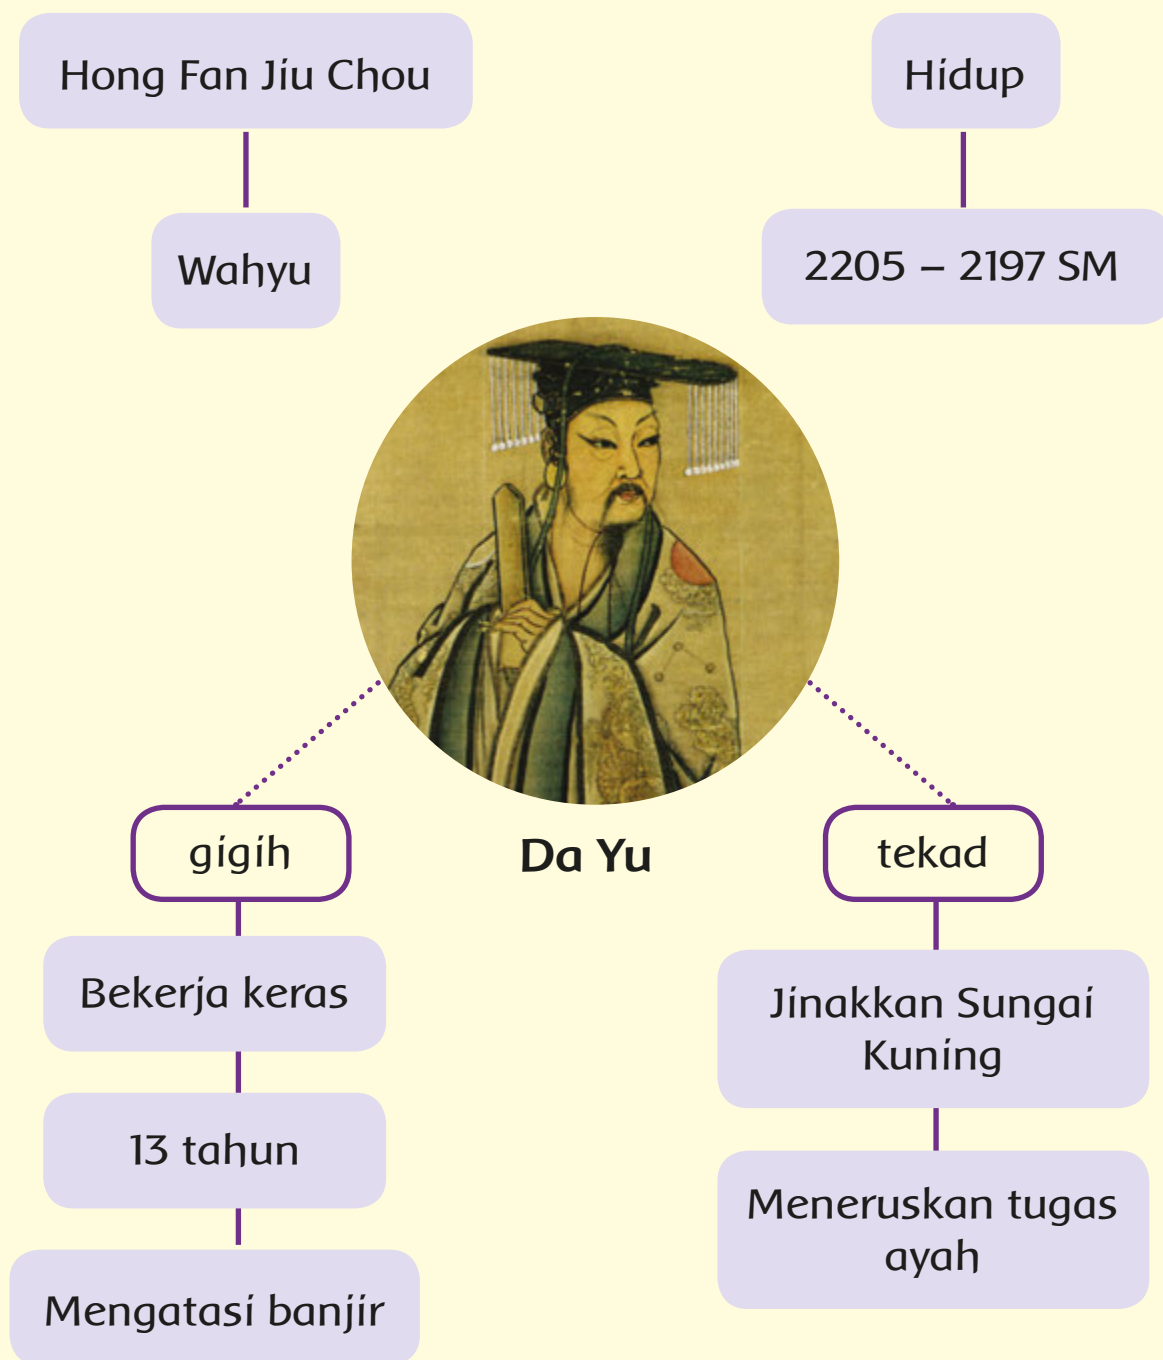 Hong Fan Jiu Chou
Wahyu
Hidup
2205 – 2197 SM
Da Yu
gigih
Bekerja keras
13 tahun
Mengatasi banjir
tekad
Jinakkan Sungai
Kuning
Meneruskan tugas
ayah